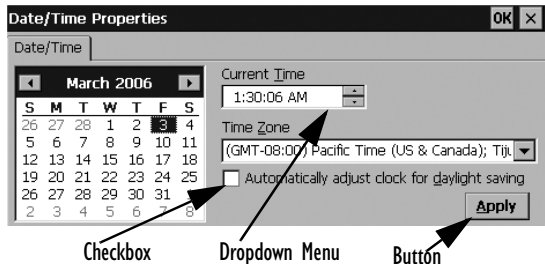 Date/Time Properties OK ×
Date/Time
March 2006
S M T W T F S
26 27 28 1 2 3 4
5 6 7 8 9 10 11
12 13 14 15 16 17 18
19 20 21 22 23 24 25
26 27 28 29 30 31
2 3 4 5 6 7 8
Current Time
1:30:06 AM
Time Zone
(GMT-08:00) Pacific Time (US & Canada); Tiju
Automatically adjust clock for daylight saving
Apply
Checkbox Dropdown Menu Button